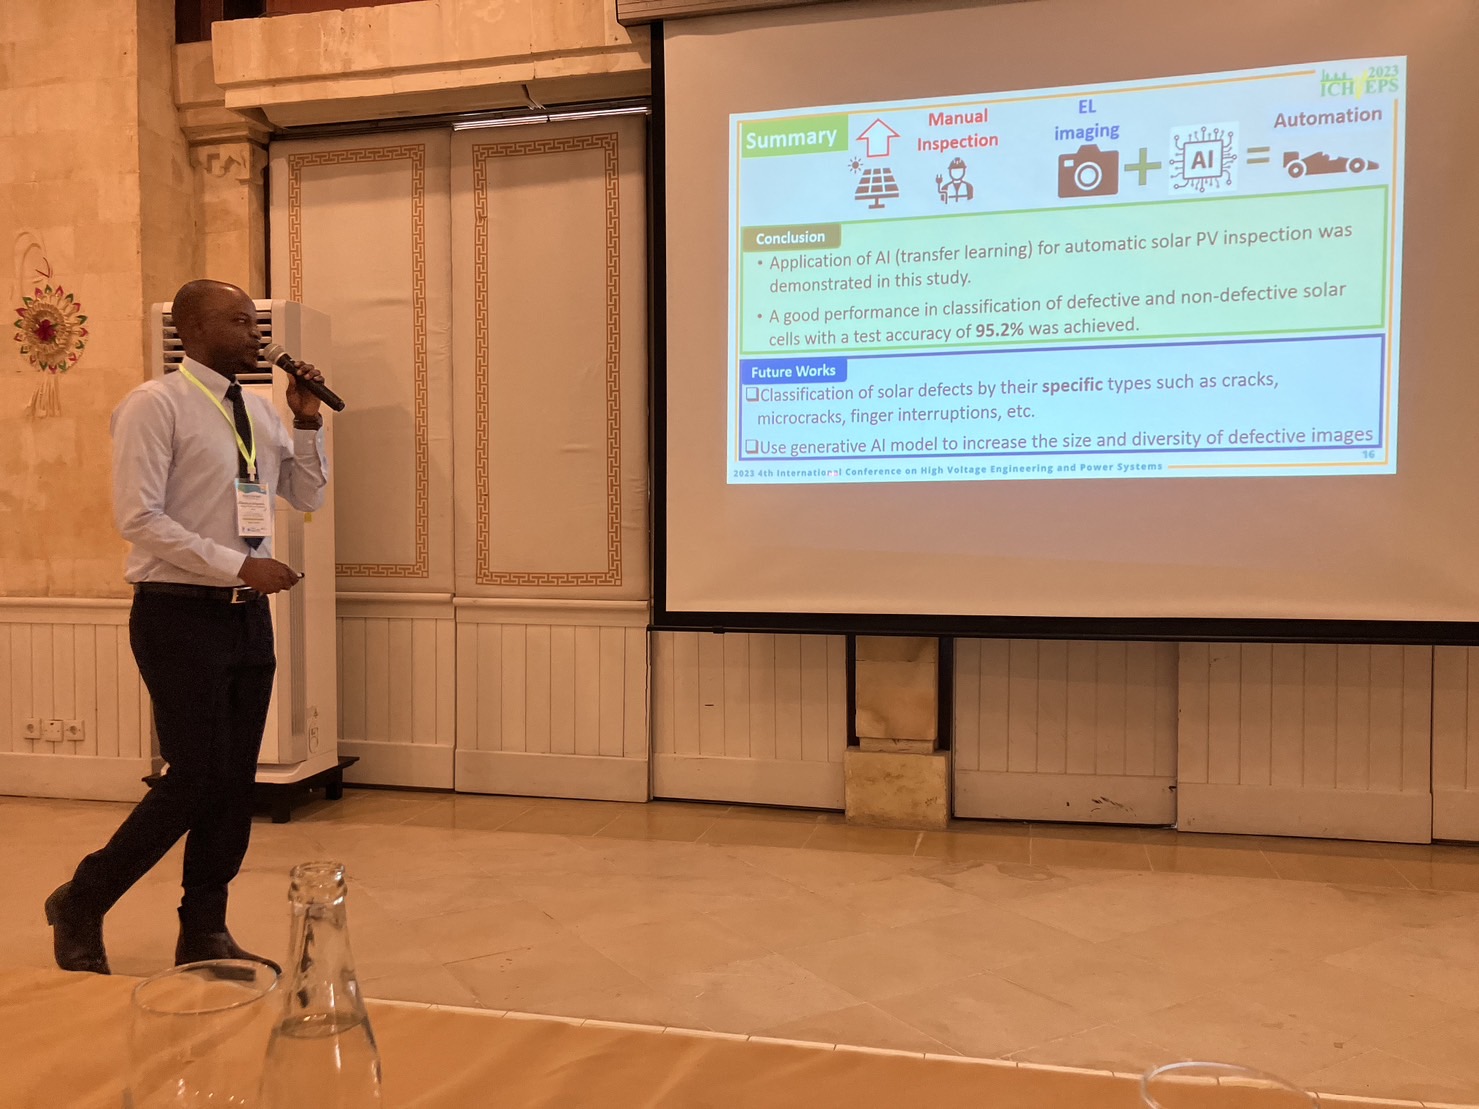 2023
ICHVEPS
Summary
Manual
Inspection
EL
imaging
AI
Automation
Conclusion
• Application of AI (transfer learning) for automatic solar PV inspection was
demonstrated in this study.
• A good performance in classification of defective and non-defective solar
cells with a test accuracy of 95.2% was achieved.
Future Works
❑Classification of solar defects by their specific types such as cracks,
microcracks, finger interruptions, etc.
❑Use generative AI model to increase the size and diversity of defective images
16
2023 4th International Conference on High Voltage Engineering and Power Systems